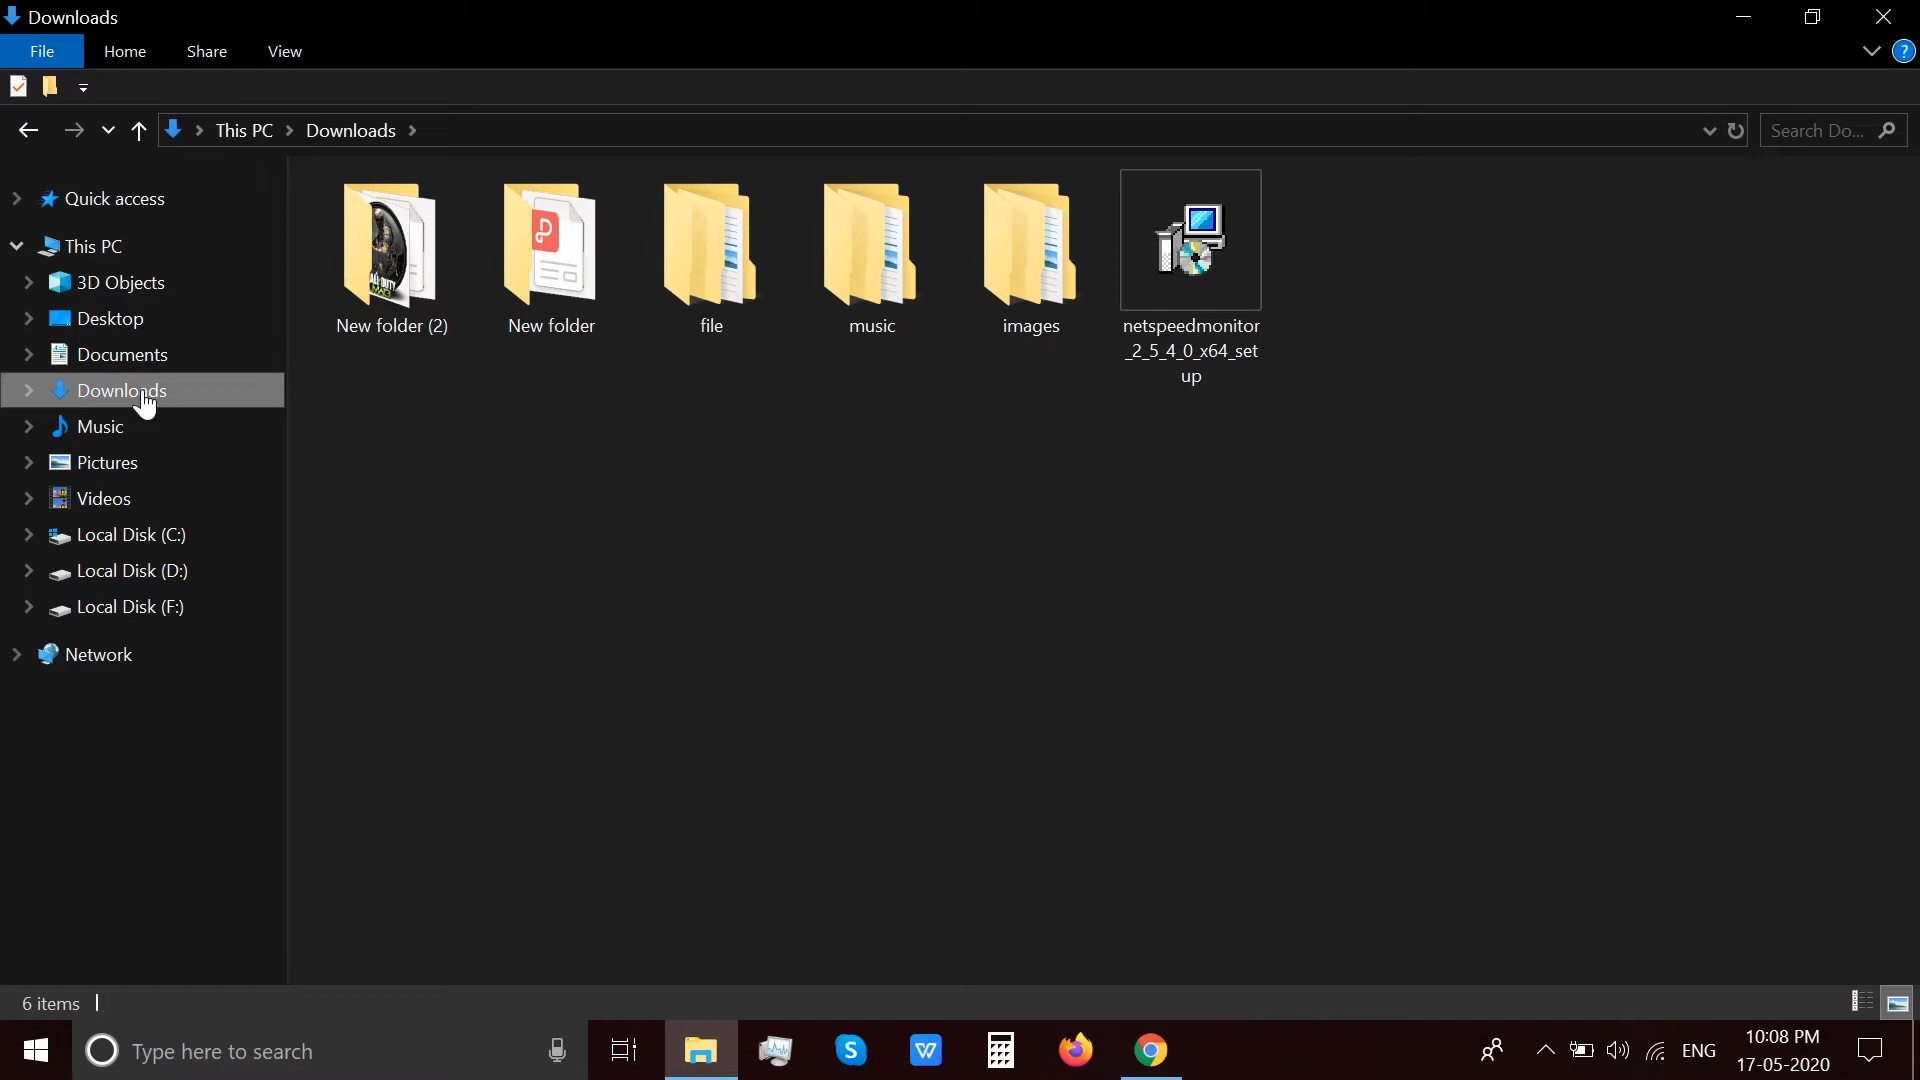 Downloads
File Home Share View
?
This PC Downloads
Search Do...
Quick access
This PC
3D Objects
Desktop
Documents
Downloads
Music
Pictures
Videos
Local Disk (C:)
Local Disk (D:)
Local Disk (F:)
Network
New folder (2)
New folder
file
music
images
netspeedmonitor
_2_5_4_0_x64_set
up
6 items
Type here to search
S
W
ENG
10:08 PM
17-05-2020